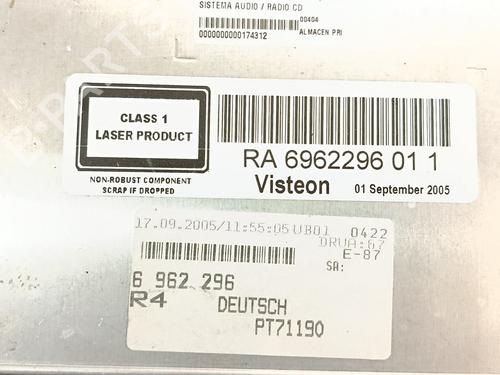 SISTEMA AUDIO / RADIO CD
00404
0000000000174312
ALMACEN PRI
CLASS 1
LASER PRODUCT
NON-ROBUST COMPONENT
SCRAP IF DROPPED
RA 6962296 01 1
Visteon 01 September 2005
17.09.2005/11:55:05 UB01 0422
DRUA:67
E-87
SA:
6 962 296
R4 DEUTSCH
PT71190
B-PARTS